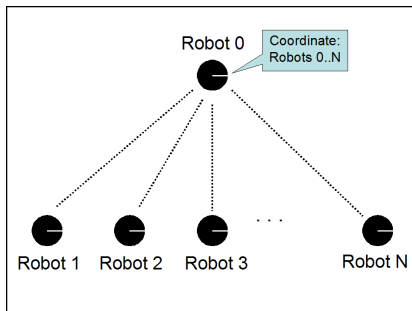 Robot 0
Coordinate:
Robots 0..N
. . .
Robot 1
Robot 2
Robot 3
Robot N